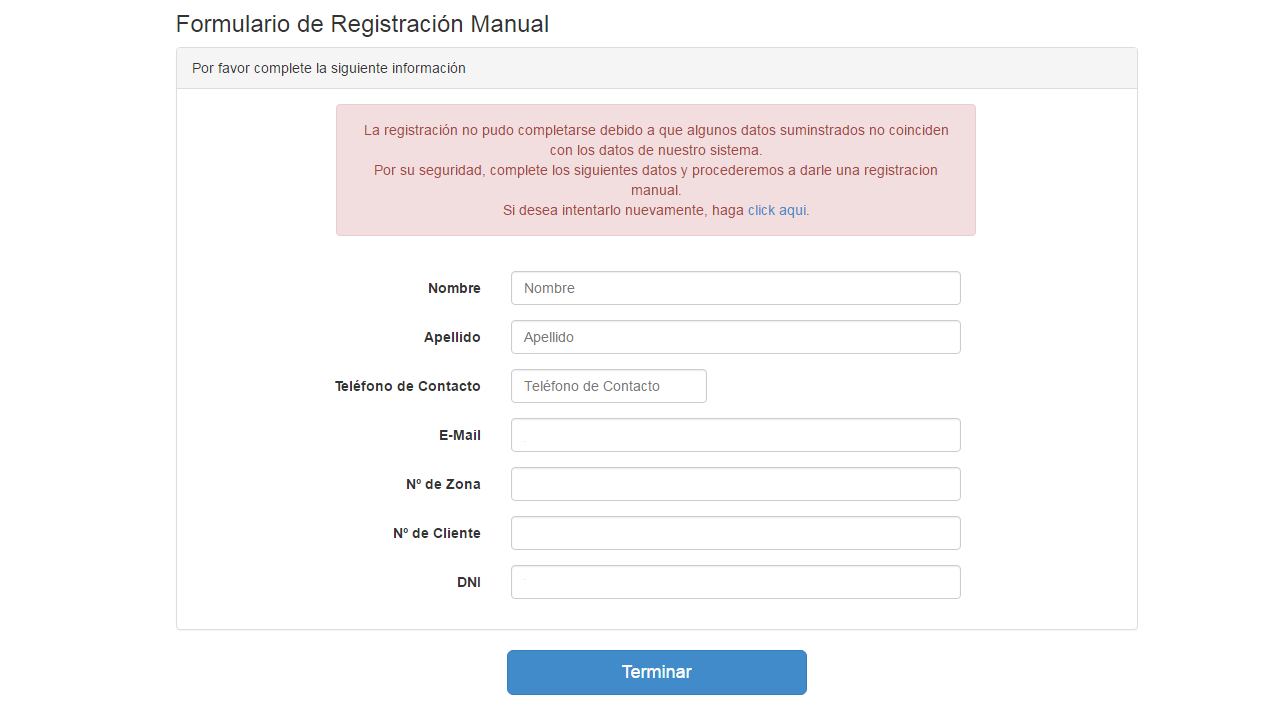 Formulario de Registración Manual
Por favor complete la siguiente información
La registración no pudo completarse debido a que algunos datos suminstrados no coinciden
con los datos de nuestro sistema.
Por su seguridad, complete los siguientes datos y procederemos a darle una registracion
manual.
Si desea intentarlo nuevamente, haga click aqui.
Nombre Nombre
Apellido Apellido
Teléfono de Contacto Teléfono de Contacto
E-Mail
Nº de Zona
Nº de Cliente
DNI
Terminar